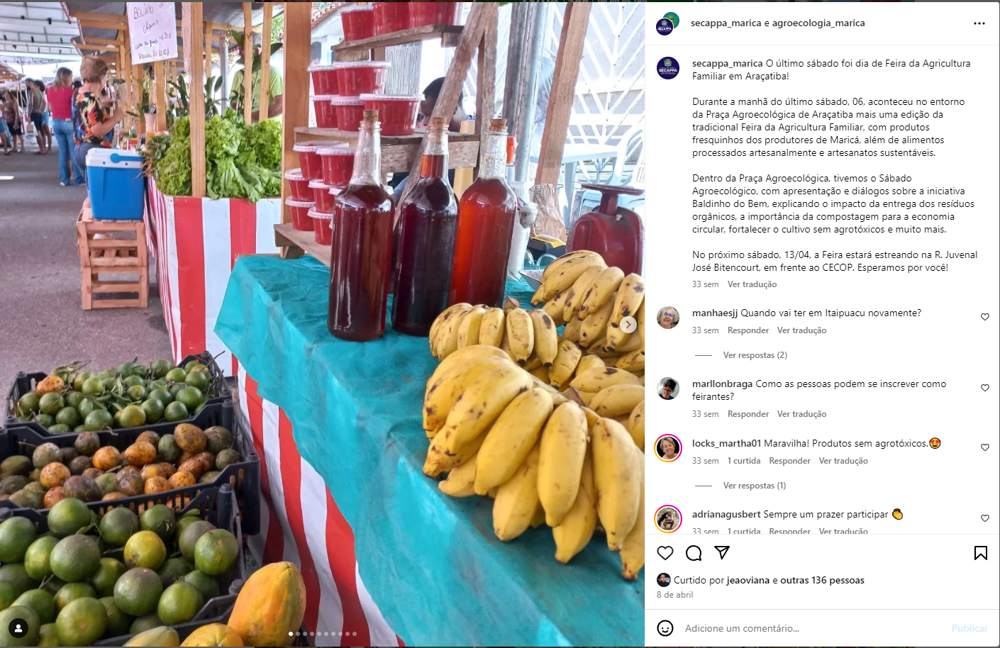 BOLINHO DE
secappa_marica e agroecologia_marica
SECAPPA
SECAPPA
secappa_marica O último sábado foi dia de Feira da Agricultura
Familiar em Araçatiba!
Durante a manhã do último sábado, 06, aconteceu no entorno
da Praça Agroecológica de Araçatiba mais uma edição da
tradicional Feira da Agricultura Familiar, com produtos
fresquinhos dos produtores de Maricá, além de alimentos
processados artesanalmente e artesanatos sustentáveis.
Dentro da Praça Agroecológica, tivemos o Sábado
Agroecológico, com apresentação e diálogos sobre a iniciativa
Baldinho do Bem, explicando o impacto da entrega dos resíduos
orgânicos, a importância da compostagem para a economia
circular, fortalecer o cultivo sem agrotóxicos e muito mais.
No próximo sábado, 13/04, a Feira estará estreando na R. Juvenal
José Bitencourt, em frente ao CECOP. Esperamos por você!
33 sem Ver tradução
manhaesjj Quando vai ter em Itaipuacu novamente?
33 sem Responder Ver tradução
Ver respostas (2)
marllonbraga Como as pessoas podem se inscrever como
feirantes?
33 sem Responder Ver tradução
locks_martha01 Maravilha! Produtos sem agrotóxicos.😍
33 sem 1 curtida Responder Ver tradução
Ver respostas (1)
adrianagusbert Sempre um prazer participar 👏
33 sem 1 curtida Responder Ver tradução
Curtido por jeaoviana e outras 136 pessoas
8 de abril
Adicione um comentário...
Publicar